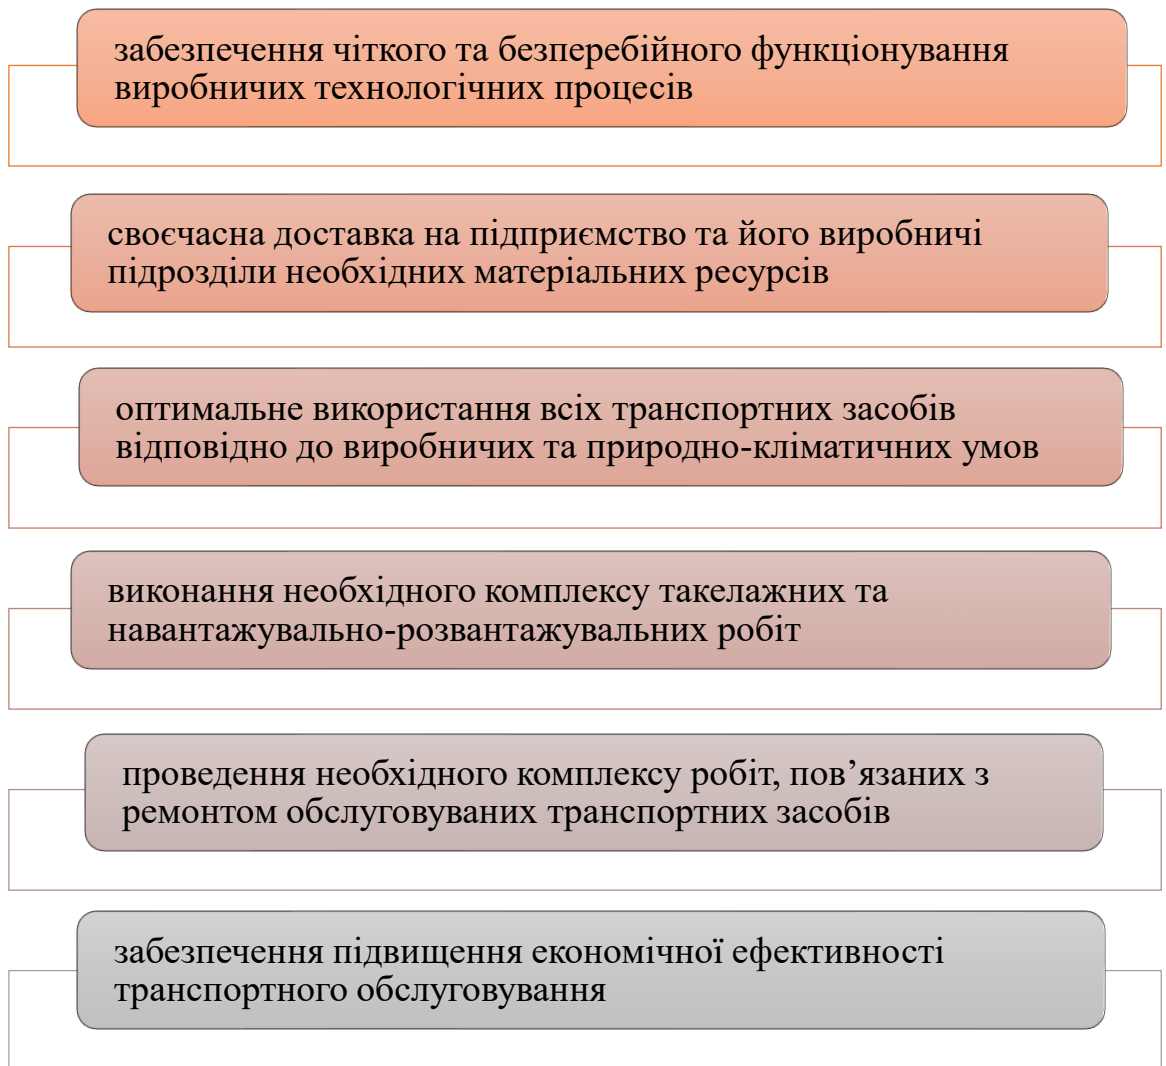 забезпечення чіткого та безперебійного функціонування
виробничих технологічних процесів
своєчасна доставка на підприємство та його виробничі
підрозділи необхідних матеріальних ресурсів
оптимальне використання всіх транспортних засобів
відповідно до виробничих та природно-кліматичних умов
виконання необхідного комплексу такелажних та
навантажувально-розвантажувальних робіт
проведення необхідного комплексу робіт, пов’язаних з
ремонтом обслуговуваних транспортних засобів
забезпечення підвищення економічної ефективності
транспортного обслуговування